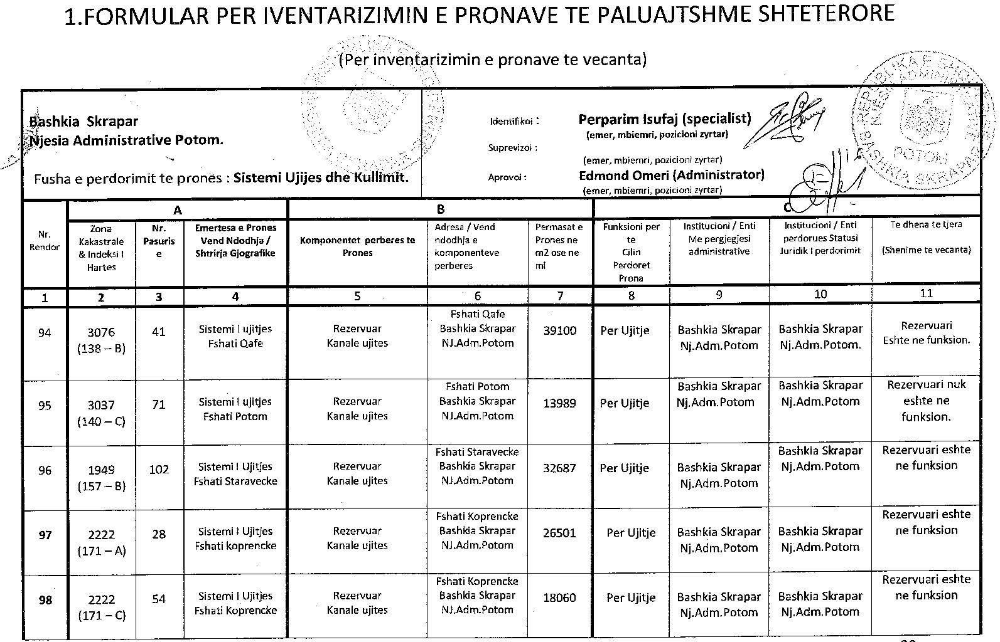 1.FORMULAR PER IVENTARIZIMIN E PRONAVE TE PALUAJTSHME SHTETERORE
(Per inventarizimin e pronave te vecanta)
Bashkia Skrapar
Njesia Administrative Potom.
Fusha e perdorimit te prones : Sistemi Ujijes dhe Kullimit.
Identifikoi : Perparim Isufaj (specialist)
(emer, mbiemri, pozicioni zyrtar)
Suprevizoi :
(emer, mbiemri, pozicioni zyrtar)
Aprovoi : Edmond Omeri (Administrator)
(emer, mbiemri, pozicioni zyrtar)
POTOM
BASHKIA SKRAPAR
A B C
Nr.
Rendor
Zona
Kakastrale
& Indeksi I
Hartes
Nr.
Pasuris
e
Emertesa e Prones
Vend Ndodhja /
Shtrirja Gjografike
Komponentet perberes te
Prones
Adresa / Vend
ndodhja e
komponenteve
perberes
Permasat e
Prones ne
m2 ose ne
ml
Funksioni per
te
Cilin
Perdoret
Prona
Institucioni / Enti
Me pergjegjesi
administrative
Institucioni / Enti
perdorues Statusi
Juridik I perdorimit
Te dhena te tjera
(Shenime te vecanta)
1 2 3 4 5 6 7 8 9 10 11
94
3076
(138 – B)
41
Sistemi I ujitjes
Fshati Qafe
Rezervuar
Kanale ujites
Fshati Qafe
Bashkia Skrapar
NJ.Adm.Potom
39100
Per Ujitje
Bashkia Skrapar
Nj.Adm.Potom
Bashkia Skrapar
Nj.Adm.Potom.
Rezervuari
Eshte ne funksion.
95
3037
(140 – C)
71
Sistemi I ujitjes
Fshati Potom
Rezervuar
Kanale ujites
Fshati Potom
Bashkia Skrapar
NJ.Adm.Potom
13989
Per Ujitje
Bashkia Skrapar
Nj.Adm.Potom
Bashkia Skrapar
Nj.Adm.Potom
Rezervuari nuk
eshte ne
funksion.
96
1949
(157 – B)
102
Sistemi I Ujitjes
Fshati Staravecke
Rezervuar
Kanale ujites
Fshati Staravecke
Bashkia Skrapar
NJ.Adm.Potom
32687
Per Ujitje
Bashkia Skrapar
Nj.Adm.Potom
Bashkia Skrapar
Nj.Adm.Potom
Rezervuari eshte
ne funksion
97
2222
(171 – A)
28
Sistemi I Ujitjes
Fshati koprencke
Rezervuar
Kanale ujites
Fshati Koprencke
Bashkia Skrapar
NJ.Adm.Potom
26501
Per Ujitje
Bashkia Skrapar
Nj.Adm.Potom
Bashkia Skrapar
Nj.Adm.Potom
Rezervuari eshte
ne funksion
98
2222
(171 – C)
54
Sistemi I Ujitjes
Fshati Koprencke
Rezervuar
Kanale ujites
Fshati Koprencke
Bashkia Skrapar
NJ.Adm.Potom
18060
Per Ujitje
Bashkia Skrapar
Nj.Adm.Potom
Bashkia Skrapar
Nj.Adm.Potom
Rezervuari eshte
ne funksion